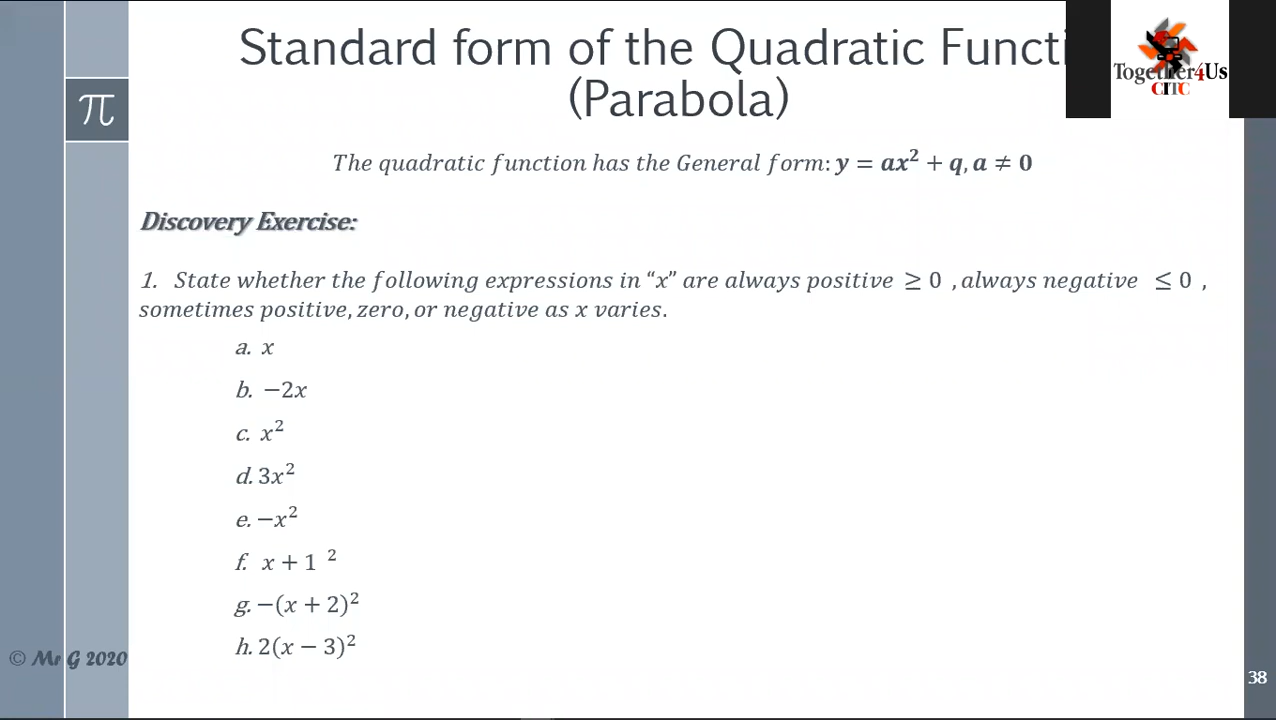 Standard form of the Quadratic Functi
(Parabola)
Together4Us
CITC
π
The quadratic function has the General form: y = ax² + q, a ≠ 0
Discovery Exercise:
1. State whether the following expressions in “x” are always positive ≥ 0 , always negative ≤ 0 ,
sometimes positive, zero, or negative as x varies.
a. x
b. −2x
c. x²
d. 3x²
e. −x²
f. x + 1 ²
g. −(x + 2)²
h. 2(x − 3)²
© Mr G 2020
38